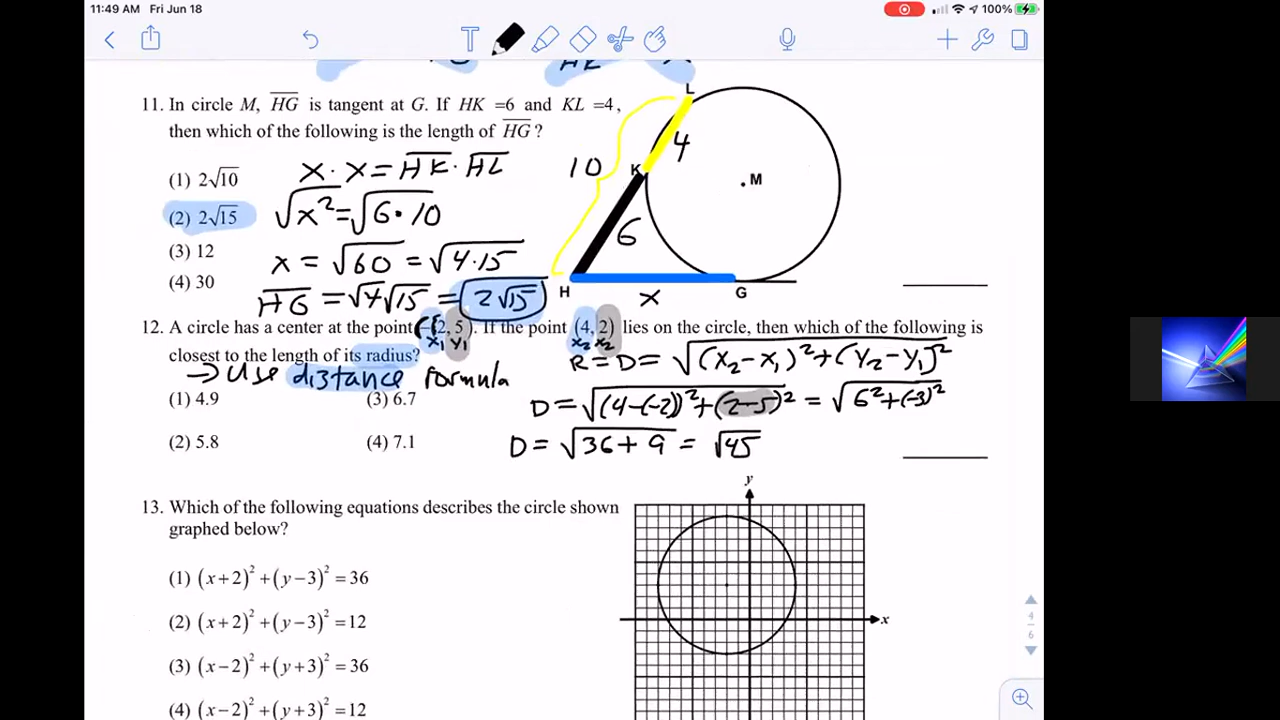 11:49 AM Fri Jun 18
100%
T
HK
L
11. In circle M, HG is tangent at G. If HK =6 and KL =4,
then which of the following is the length of HG?
(1) 2√10
(2) 2√15
(3) 12
(4) 30
x · x = HK · HL
√x² = √6 • 10
x = √60 = √4·15
HG = √4√15 = 2√15
10
4
K
6
M
H
x
G
12. A circle has a center at the point (-2, 5). If the point (4, 2) lies on the circle, then which of the following is
x₁ y₁ x₂ x₂
closest to the length of its radius?
R = D = √(x₂-x₁)²+(y₂-y₁)²
→ Use distance formula
(1) 4.9
(3) 6.7
D = √(4-(-2))²+(2-5)² = √6²+(-3)²
(2) 5.8
(4) 7.1
D = √36+9 = √45
13. Which of the following equations describes the circle shown
graphed below?
y
x
(1) (x+2)²+(y−3)²=36
(2) (x+2)²+(y−3)²=12
(3) (x−2)²+(y+3)²=36
(4) (x−2)²+(y+3)²=12
4
6